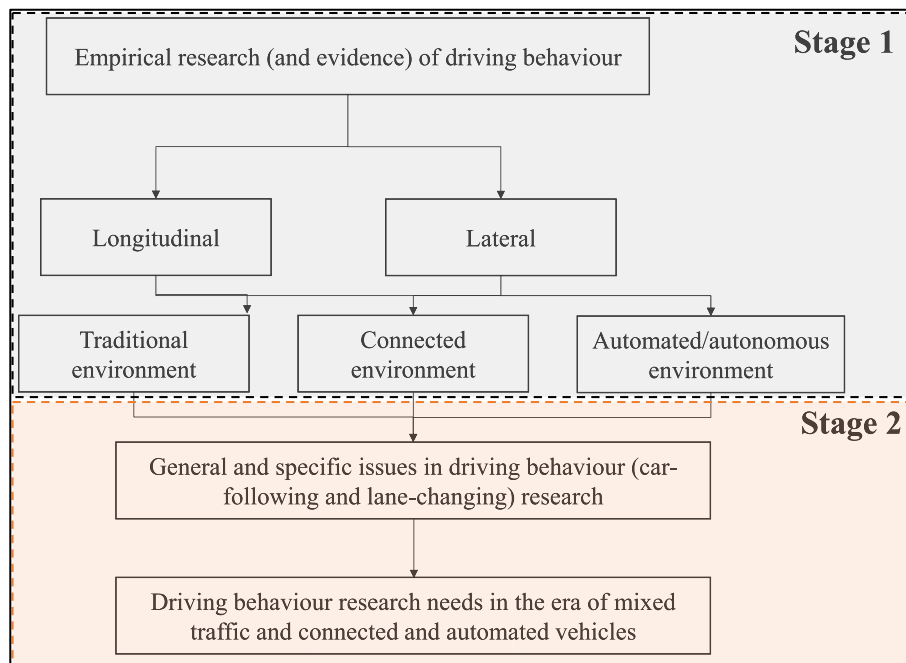 Stage 1
Empirical research (and evidence) of driving behaviour
Longitudinal
Lateral
Traditional
environment
Connected
environment
Automated/autonomous
environment
Stage 2
General and specific issues in driving behaviour (car-
following and lane-changing) research
Driving behaviour research needs in the era of mixed
traffic and connected and automated vehicles